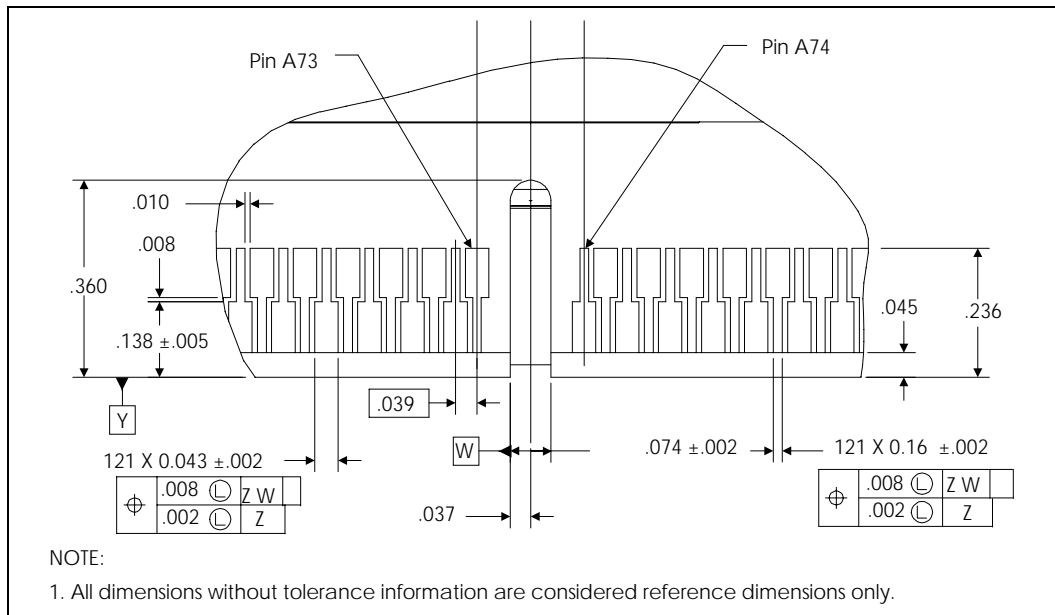 Pin A73
Pin A74
.010
.008
.360
.138 ±.005
.045
.236
Y
.039
W
.074 ±.002
121 X 0.043 ±.002
121 X 0.16 ±.002
.008 Ⓛ Z W
.002 Ⓛ Z
.037
.008 Ⓛ Z W
.002 Ⓛ Z
NOTE:
1. All dimensions without tolerance information are considered reference dimensions only.